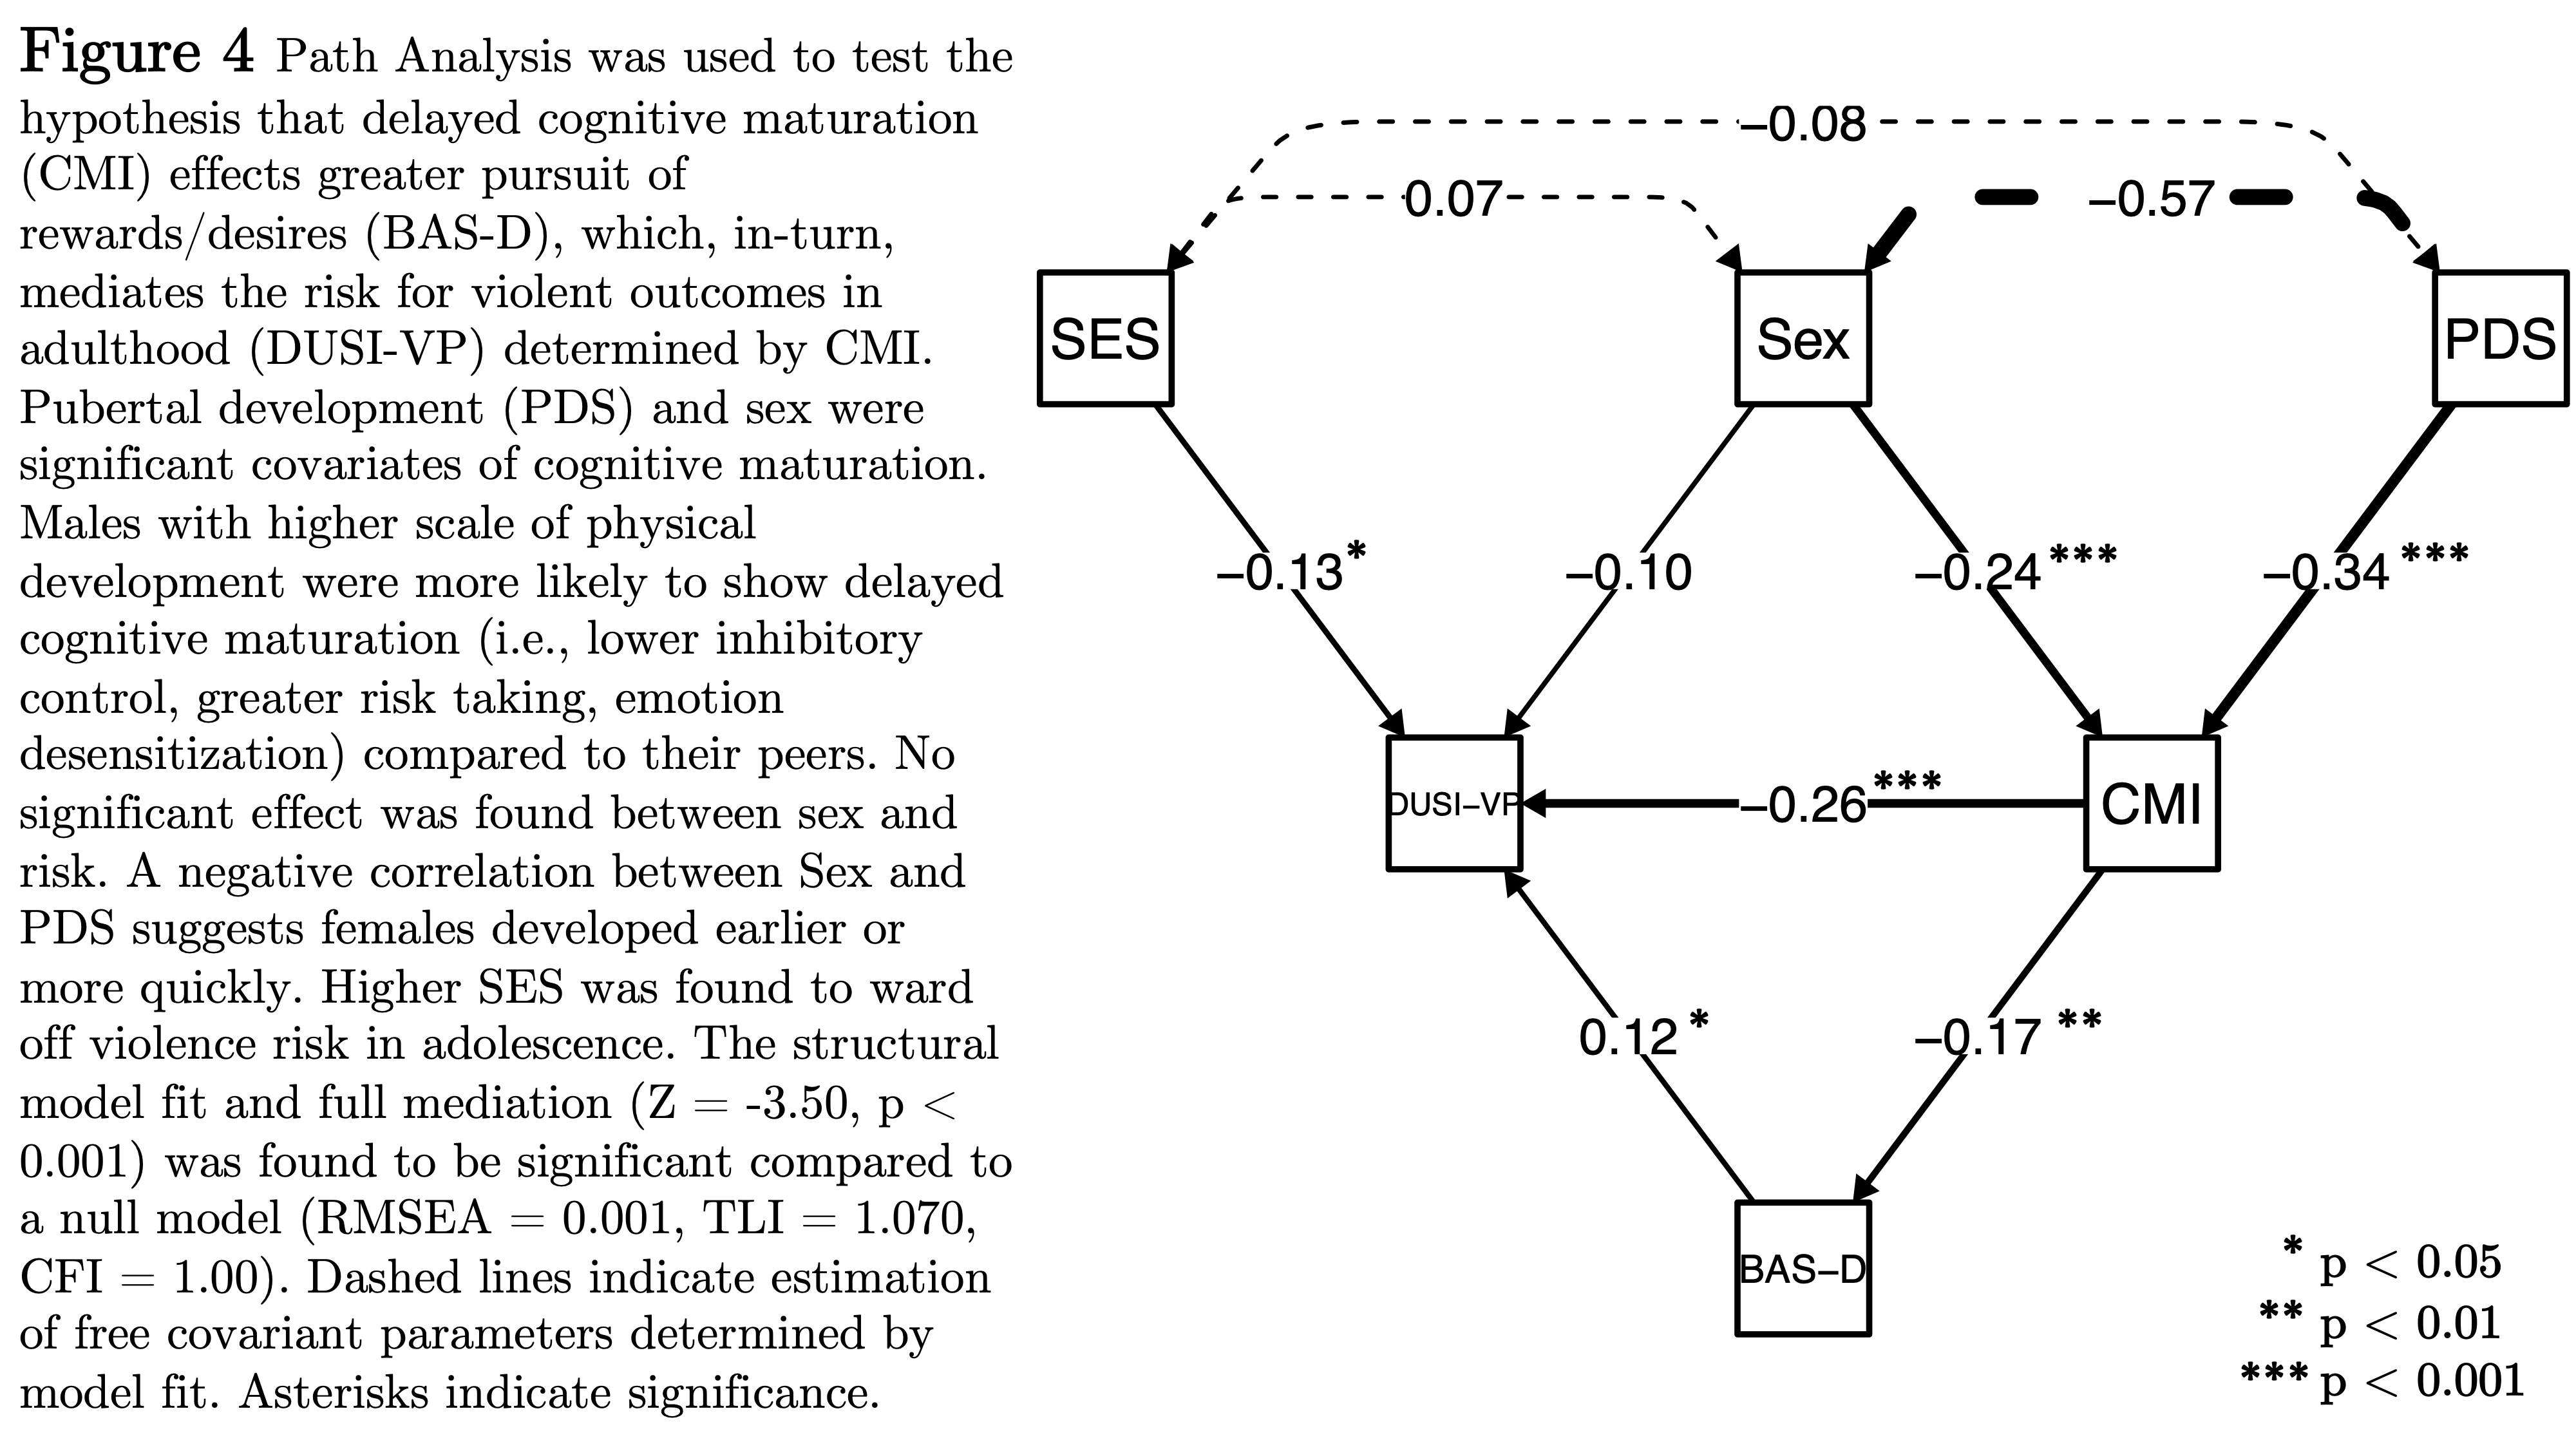 Figure 4 Path Analysis was used to test the
hypothesis that delayed cognitive maturation
(CMI) effects greater pursuit of
rewards/desires (BAS-D), which, in-turn,
mediates the risk for violent outcomes in
adulthood (DUSI-VP) determined by CMI.
Pubertal development (PDS) and sex were
significant covariates of cognitive maturation.
Males with higher scale of physical
development were more likely to show delayed
cognitive maturation (i.e., lower inhibitory
control, greater risk taking, emotion
desensitization) compared to their peers. No
significant effect was found between sex and
risk. A negative correlation between Sex and
PDS suggests females developed earlier or
more quickly. Higher SES was found to ward
off violence risk in adolescence. The structural
model fit and full mediation (Z = -3.50, p <
0.001) was found to be significant compared to
a null model (RMSEA = 0.001, TLI = 1.070,
CFI = 1.00). Dashed lines indicate estimation
of free covariant parameters determined by
model fit. Asterisks indicate significance.
−0.08
0.07
−0.57
SES
Sex
PDS
−0.13*
−0.10
−0.24***
−0.34***
DUSI−VP
−0.26***
CMI
0.12*
−0.17**
BAS−D
* p < 0.05
** p < 0.01
*** p < 0.001